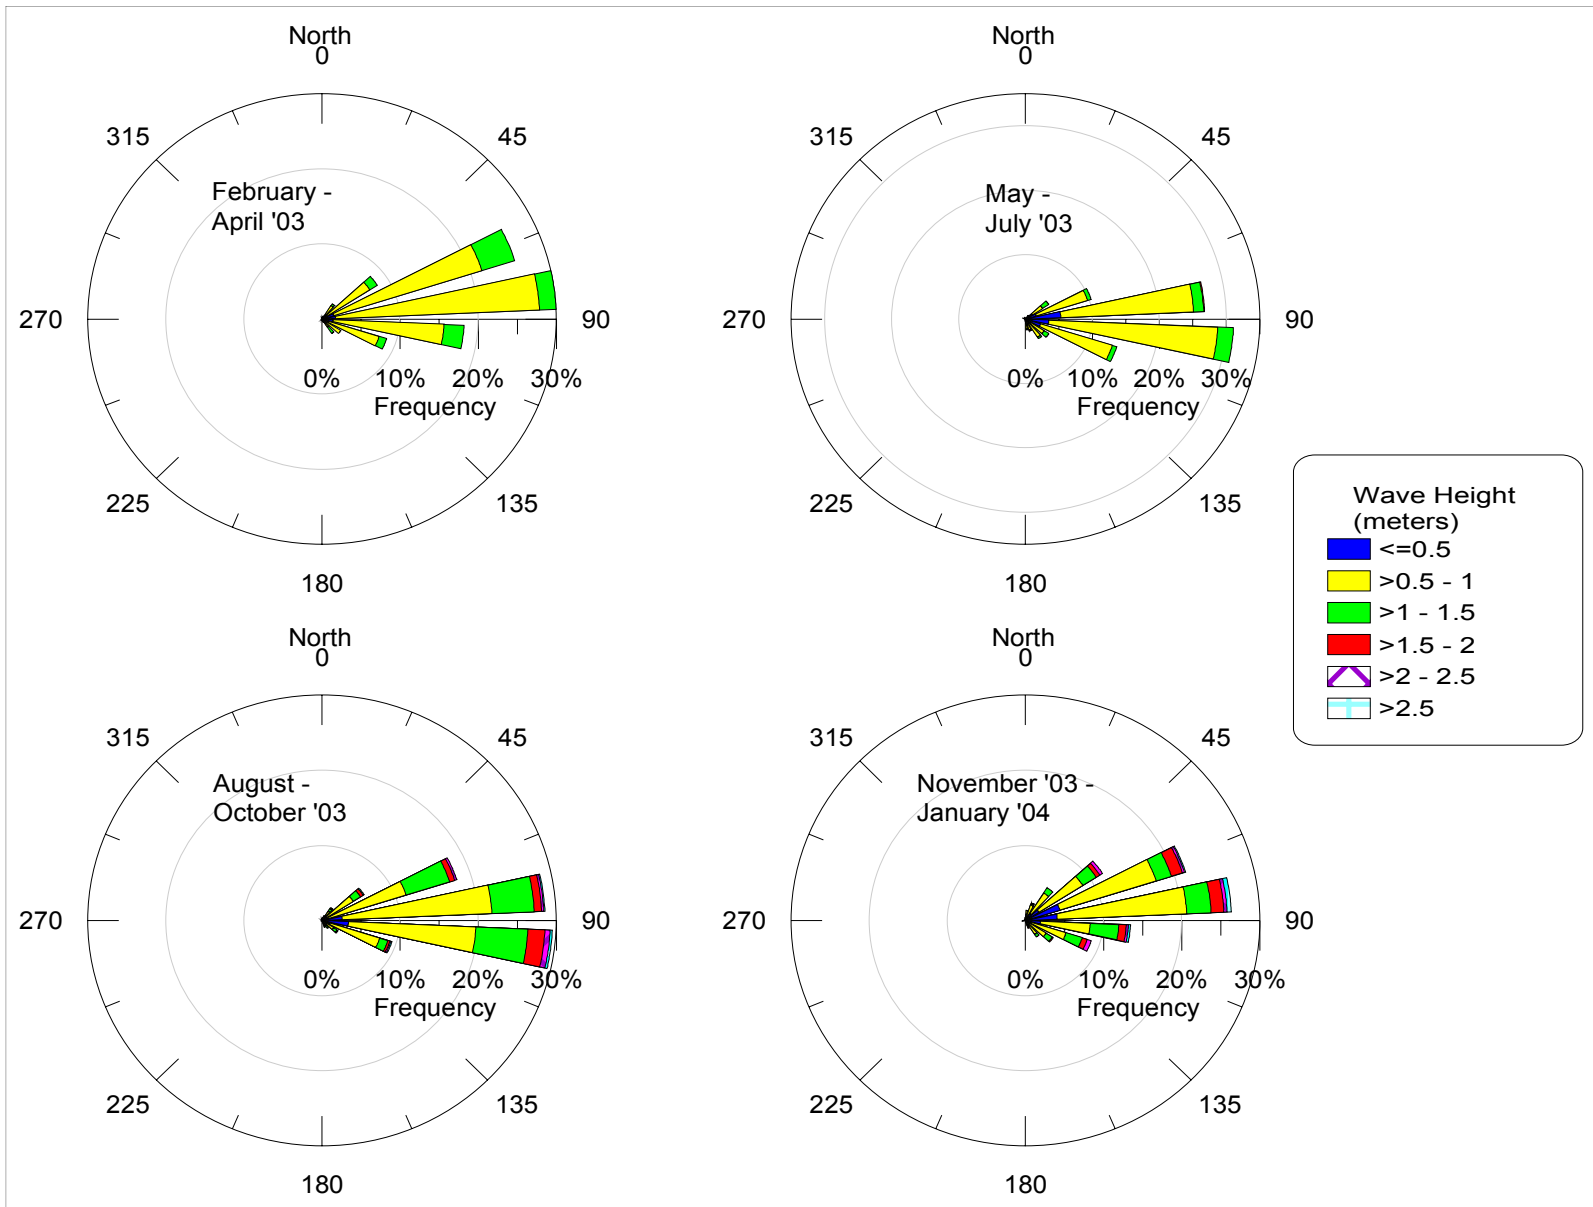 North
0
315
45
February -
April '03
270
90
0%
10%
20%
30%
Frequency
225
135
180
North
0
315
45
May -
July '03
270
90
0%
10%
20%
30%
Frequency
225
135
180
Wave Height
(meters)
<=0.5
>0.5 - 1
>1 - 1.5
>1.5 - 2
>2 - 2.5
>2.5
North
0
315
45
August -
October '03
270
90
0%
10%
20%
30%
Frequency
225
135
180
North
0
315
45
November '03 -
January '04
270
90
0%
10%
20%
30%
Frequency
225
135
180